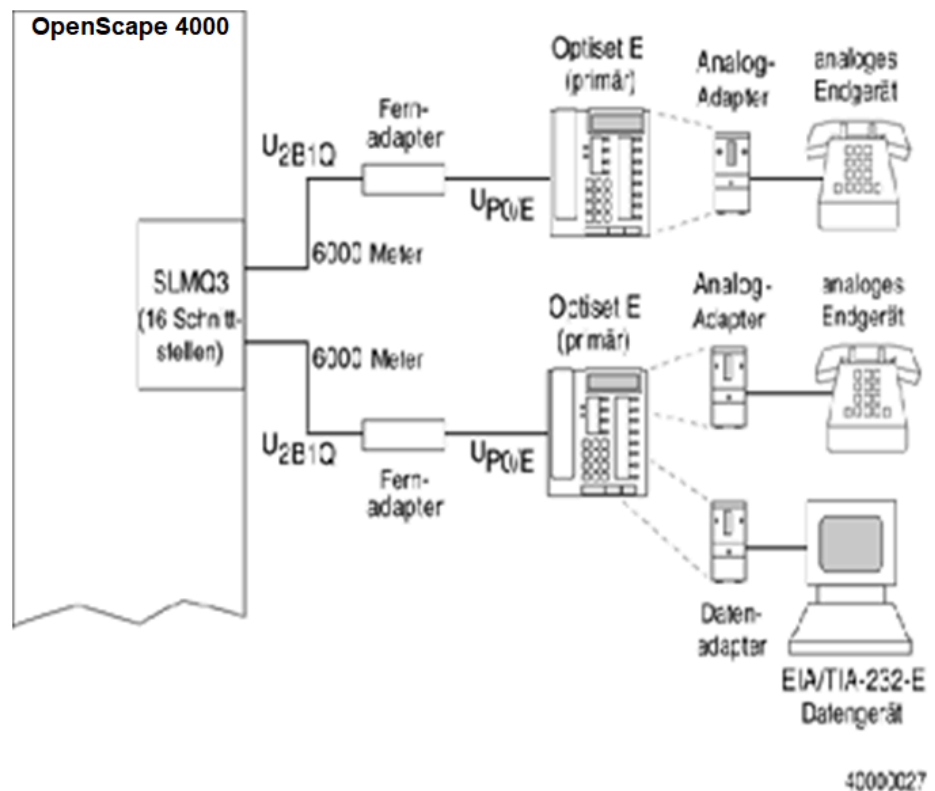 OpenScape 4000
SLMQ3
(16 Schnitt-
stellen)
U2B1Q
6000 Meter
Fern-
adapter
UP0/E
Optiset E
(primär)
Analog-
Adapter
analoges
Endgerät
6000 Meter
U2B1Q
Fern-
adapter
UP0/E
Optiset E
(primär)
Analog-
Adapter
analoges
Endgerät
Daten-
adapter
EIA/TIA-232-E
Datengerät
40000027